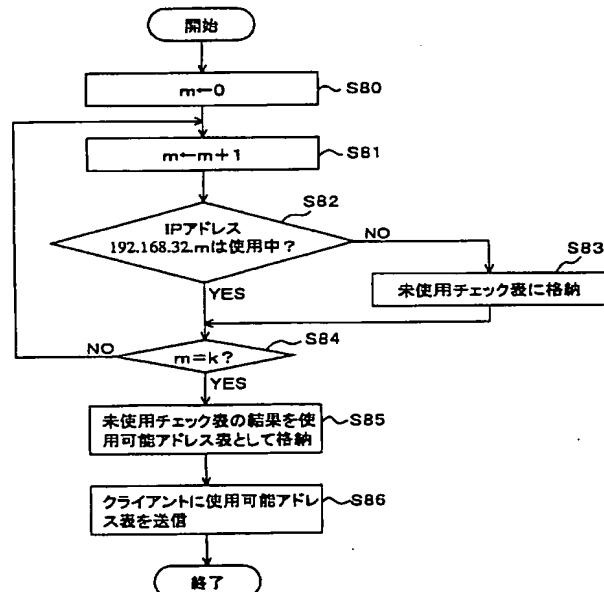 開始
m←0
S80
m←m+1
S81
S82
IPアドレス
192.168.32.mは使用中?
NO
S83
未使用チェック表に格納
YES
S84
NO
m=k?
YES
未使用チェック表の結果を使
用可能アドレス表として格納
S85
クライアントに使用可能アドレ
ス表を送信
S86
終了